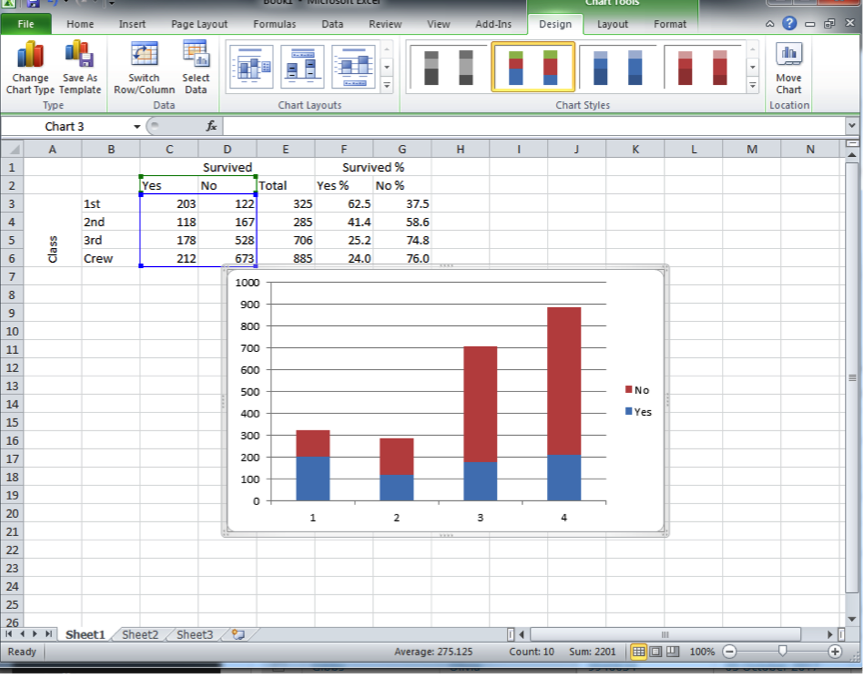 Book1 - Microsoft Excel
Chart Tools
File Home Insert Page Layout Formulas Data Review View Add-Ins Design Layout Format
Change Chart Type
Save As Template
Switch Row/Column
Select Data
Move Chart
Type Data Chart Layouts Chart Styles Location
Chart 3 fx
A B C D E F G H I J K L M N
1 Survived Survived %
2 Yes No Total Yes % No %
3 1st 203 122 325 62.5 37.5
4 2nd 118 167 285 41.4 58.6
5 Class 3rd 178 528 706 25.2 74.8
6 Crew 212 673 885 24.0 76.0
7
8
9
10
11
12
13
14
15
16
17
18
19
20
21
22
23
24
25
26
1000
900
800
700
600
500
400
300
200
100
0
1 2 3 4
No
Yes
Sheet1 Sheet2 Sheet3
Ready Average: 275.125 Count: 10 Sum: 2201 100%